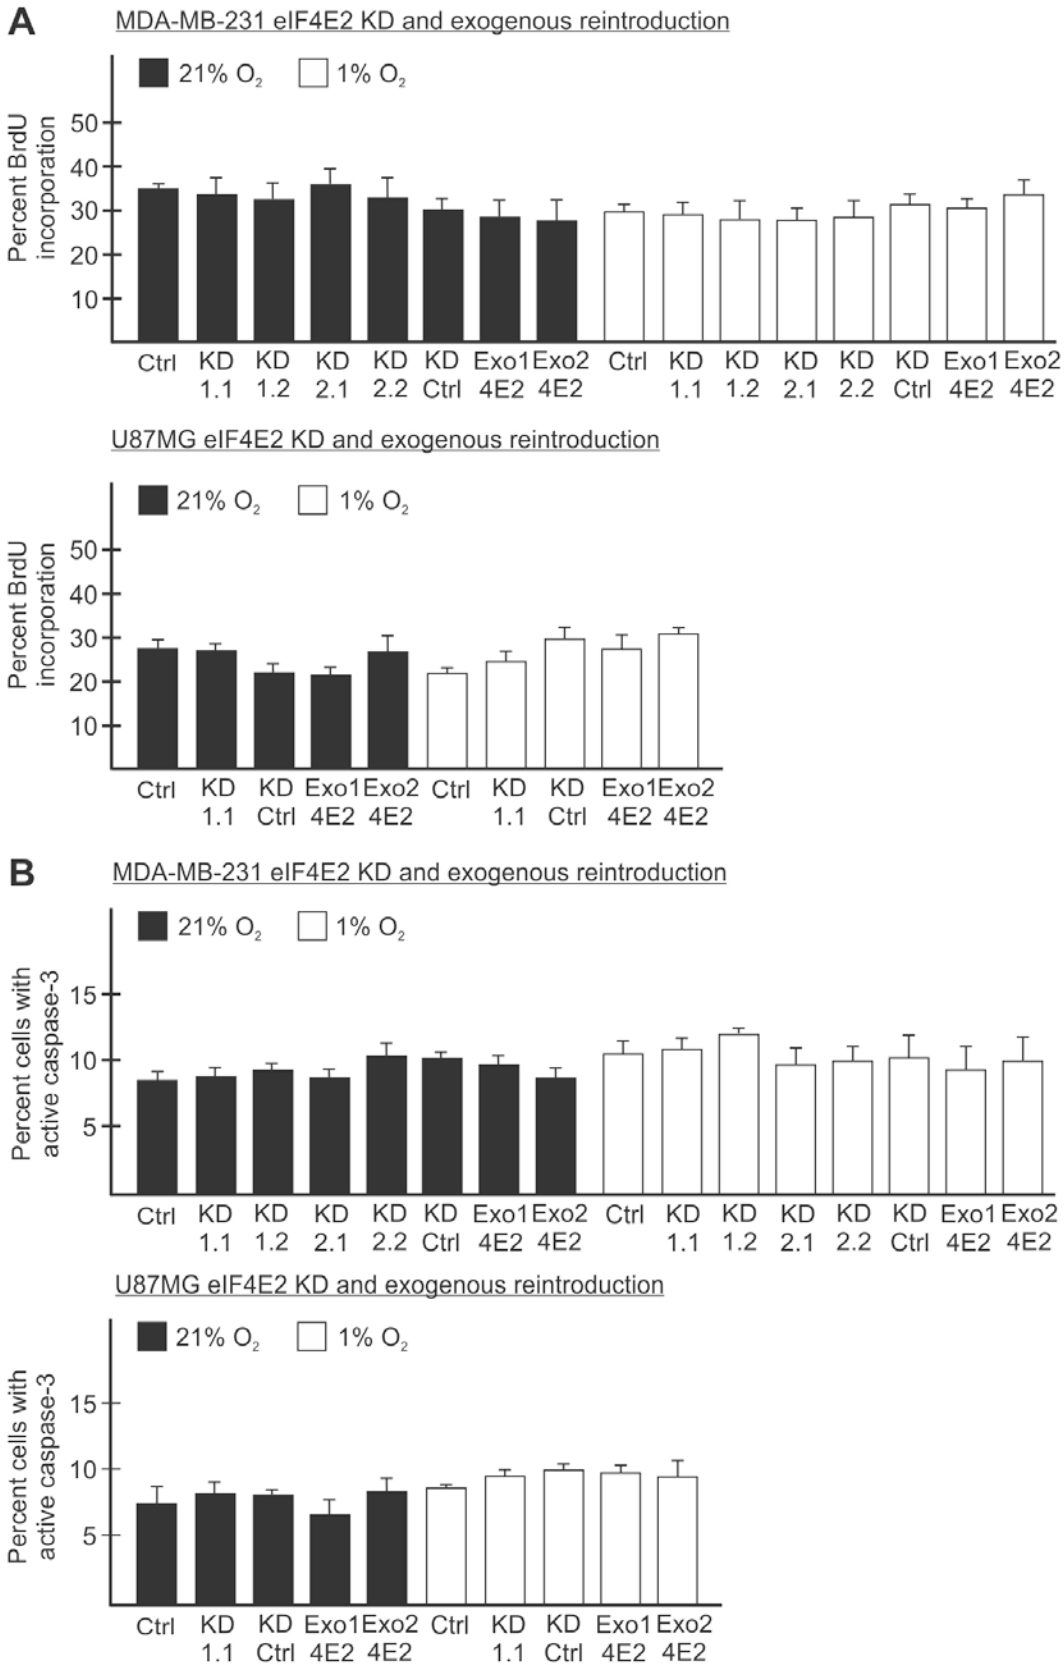 A
MDA-MB-231 eIF4E2 KD and exogenous reintroduction
21% O2
1% O2
Percent BrdU
incorporation
50
40
30
20
10
Ctrl KD KD KD KD KD Exo1 Exo2 Ctrl KD KD KD KD KD Exo1 Exo2
1.1 1.2 2.1 2.2 Ctrl 4E2 4E2 1.1 1.2 2.1 2.2 Ctrl 4E2 4E2
U87MG eIF4E2 KD and exogenous reintroduction
21% O2
1% O2
Percent BrdU
incorporation
50
40
30
20
10
Ctrl KD KD Exo1 Exo2 Ctrl KD KD Exo1 Exo2
1.1 Ctrl 4E2 4E2 1.1 Ctrl 4E2 4E2
B
MDA-MB-231 eIF4E2 KD and exogenous reintroduction
21% O2
1% O2
Percent cells with
active caspase-3
15
10
5
Ctrl KD KD KD KD KD Exo1 Exo2 Ctrl KD KD KD KD KD Exo1 Exo2
1.1 1.2 2.1 2.2 Ctrl 4E2 4E2 1.1 1.2 2.1 2.2 Ctrl 4E2 4E2
U87MG eIF4E2 KD and exogenous reintroduction
21% O2
1% O2
Percent cells with
active caspase-3
15
10
5
Ctrl KD KD Exo1 Exo2 Ctrl KD KD Exo1 Exo2
1.1 Ctrl 4E2 4E2 1.1 Ctrl 4E2 4E2